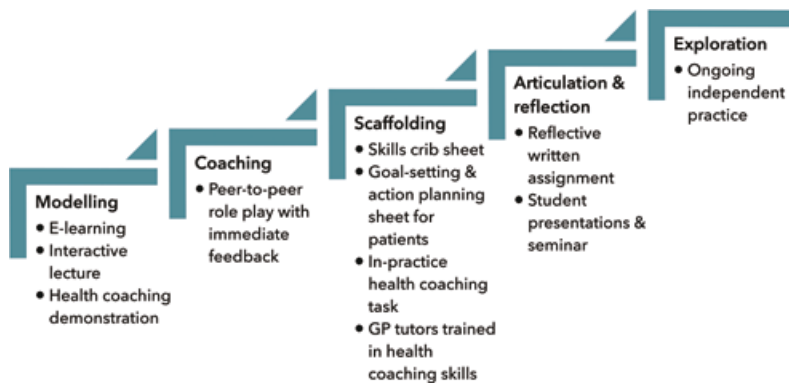 Modelling
• E-learning
• Interactive
lecture
• Health coaching
demonstration
Coaching
• Peer-to-peer
role play with
immediate
feedback
Scaffolding
• Skills crib sheet
• Goal-setting &
action planning
sheet for
patients
• In-practice
health coaching
task
• GP tutors trained
in health
coaching skills
Articulation &
reflection
• Reflective
written
assignment
• Student
presentations &
seminar
Exploration
• Ongoing
independent
practice